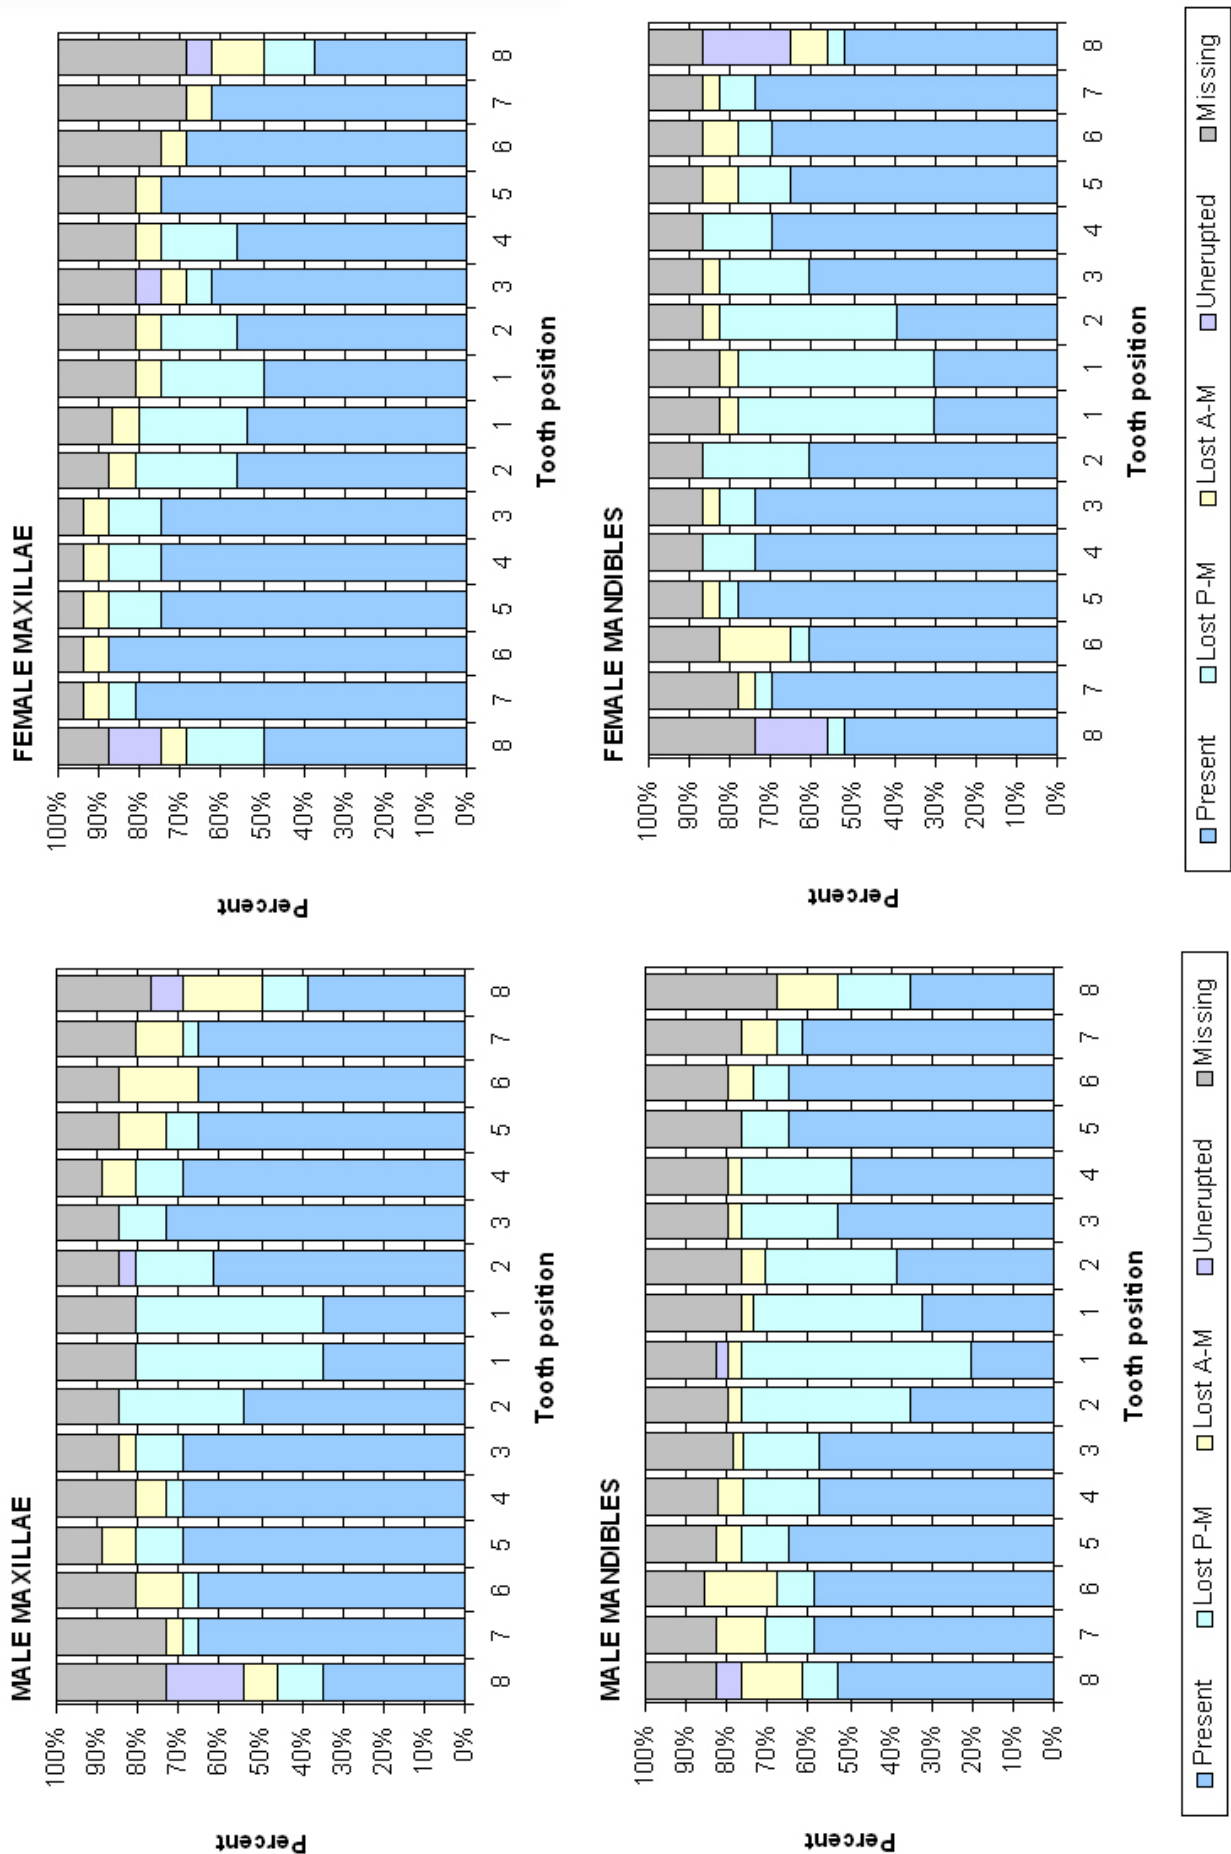 MALE MAXILLAE
Percent
100%
90%
80%
70%
60%
50%
40%
30%
20%
10%
0%
8 7 6 5 4 3 2 1 1 2 3 4 5 6 7 8
Tooth position
FEMALE MAXILLAE
Percent
100%
90%
80%
70%
60%
50%
40%
30%
20%
10%
0%
8 7 6 5 4 3 2 1 1 2 3 4 5 6 7 8
Tooth position
MALE MANDIBLES
Percent
100%
90%
80%
70%
60%
50%
40%
30%
20%
10%
0%
8 7 6 5 4 3 2 1 1 2 3 4 5 6 7 8
Tooth position
Present Lost P-M Lost A-M Unerupted Missing
FEMALE MANDIBLES
Percent
100%
90%
80%
70%
60%
50%
40%
30%
20%
10%
0%
8 7 6 5 4 3 2 1 1 2 3 4 5 6 7 8
Tooth position
Present Lost P-M Lost A-M Unerupted Missing